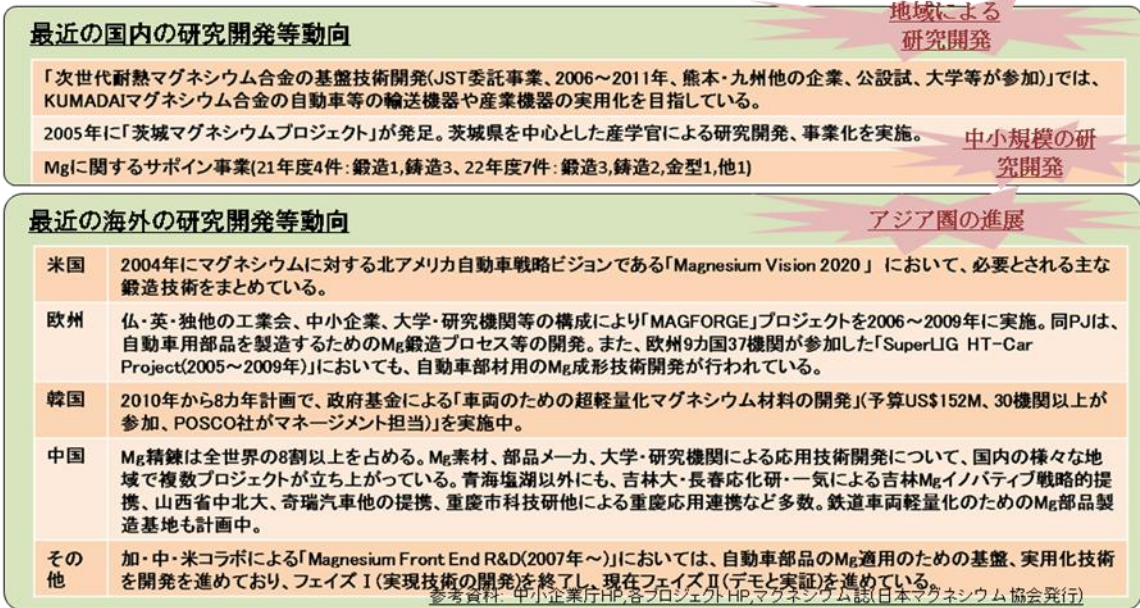 地域による
研究開発
最近の国内の研究開発等動向
「次世代耐熱マグネシウム合金の基盤技術開発(JST委託事業、2006～2011年、熊本・九州他の企業、公設試、大学等が参加)」では、
KUMADAIマグネシウム合金の自動車等の輸送機器や産業機器の実用化を目指している。
2005年に「茨城マグネシウムプロジェクト」が発足。茨城県を中心とした産学官による研究開発、事業化を実施。
中小規模の研
究開発
Mgに関するサポイン事業(21年度4件：鍛造1,鋳造3、22年度7件：鍛造3,鋳造2,金型1,他1)
最近の海外の研究開発等動向
アジア圏の進展
米国 2004年にマグネシウムに対する北アメリカ自動車戦略ビジョンである「Magnesium Vision 2020 」 において、必要とされる主な
鍛造技術をまとめている。
欧州 仏・英・独他の工業会、中小企業、大学・研究機関等の構成により「MAGFORGE」プロジェクトを2006～2009年に実施。同PJは、
自動車用部品を製造するためのMg鍛造プロセス等の開発。また、欧州9カ国37機関が参加した「SuperLIG HT-Car
Project(2005～2009年)」においても、自動車部材用のMg成形技術開発が行われている。
韓国 2010年から8カ年計画で、政府基金による「車両のための超軽量化マグネシウム材料の開発」(予算US$152M、30機関以上が
参加、POSCO社がマネージメント担当)」を実施中。
中国 Mg精錬は全世界の8割以上を占める。Mg素材、部品メーカ、大学・研究機関による応用技術開発について、国内の様々な地
域で複数プロジェクトが立ち上がっている。青海塩湖以外にも、吉林大・長春応化研・一気による吉林Mgイノバティブ戦略的提
携、山西省中北大、奇瑞汽車他の提携、重慶市科技研他による重慶応用連携など多数。鉄道車両軽量化のためのMg部品製
造基地も計画中。
その
他 加・中・米コラボによる「Magnesium Front End R&D(2007年～)」においては、自動車部品のMg適用のための基盤、実用化技術
を開発を進めており、フェイズⅠ(実現技術の開発)を終了し、現在フェイズⅡ(デモと実証)を進めている。
参考資料: 中小企業庁HP,各プロジェクトHP,マグネシウム誌(日本マグネシウム協会発行)